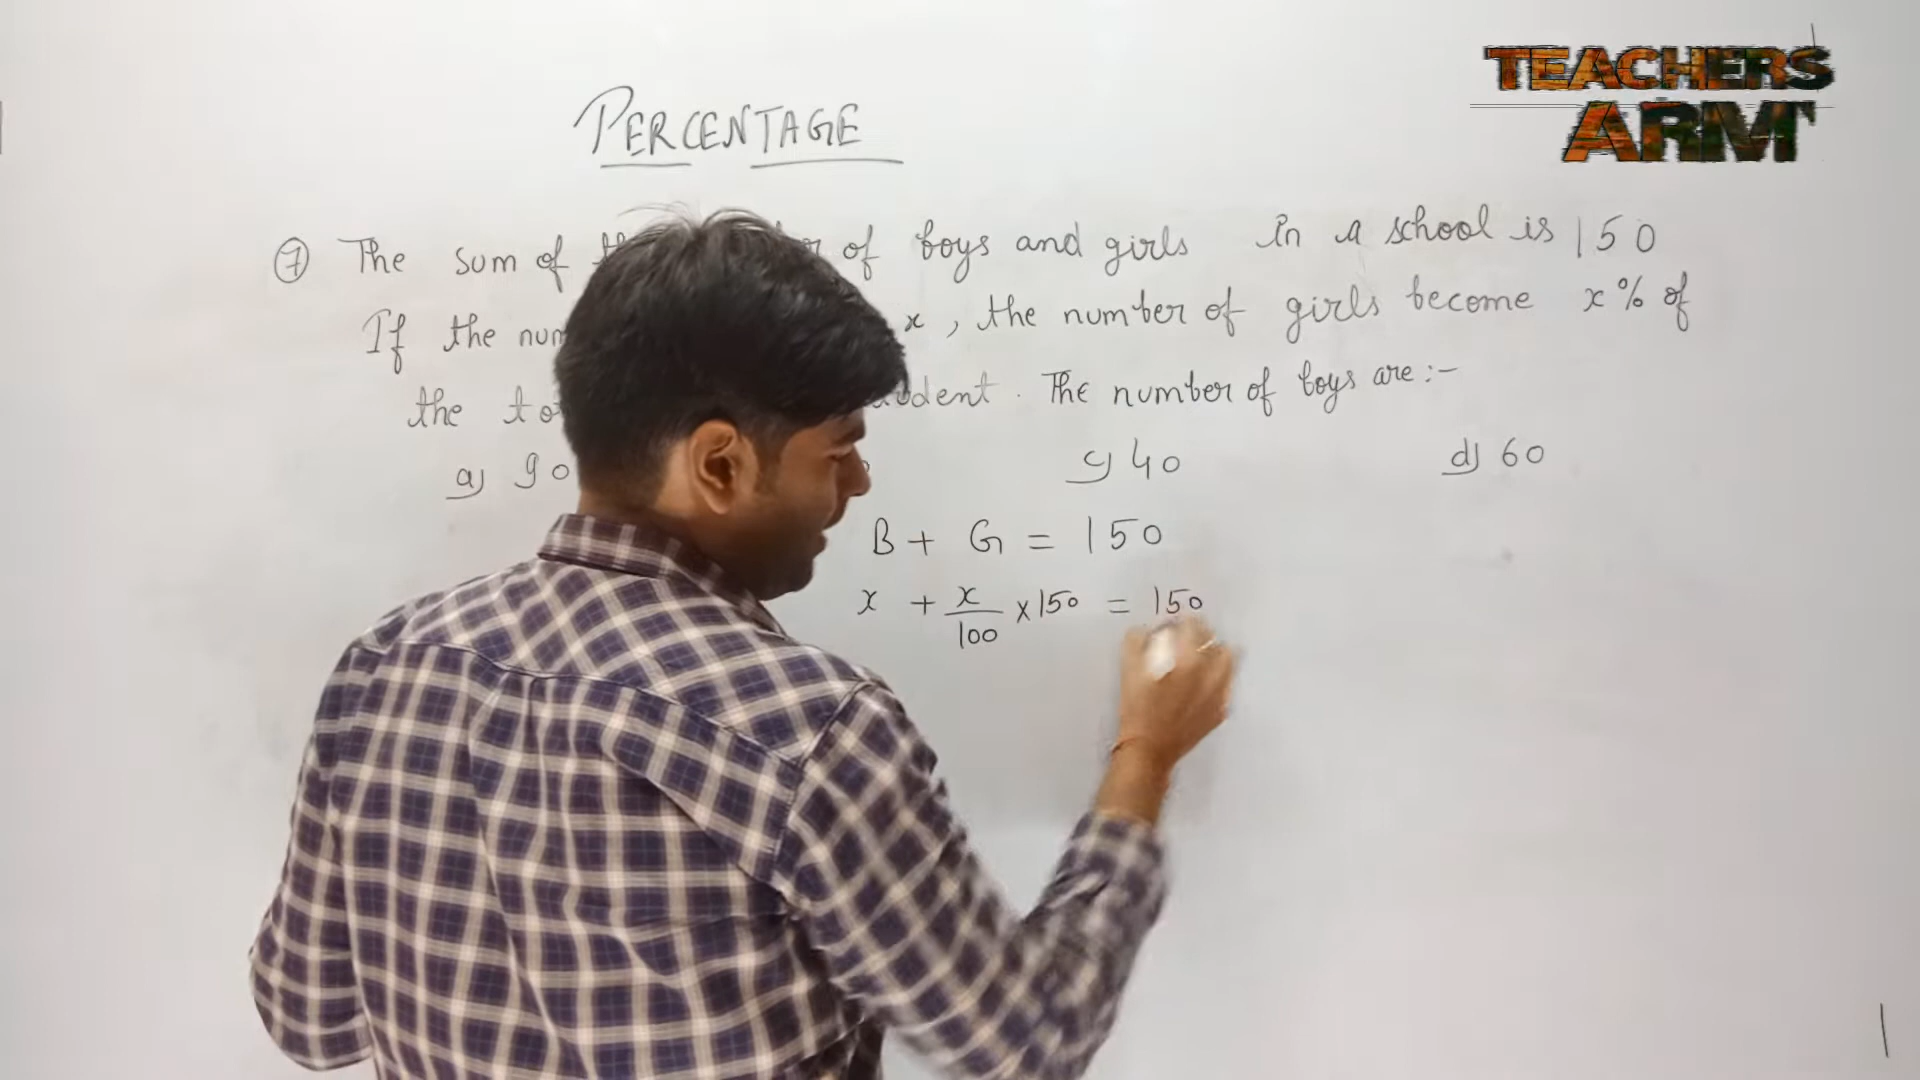 TEACHERS
ARM
PERCENTAGE
7 The sum of of boys and girls in a school is 150
If the x, the number of girls become x% of
the The number of boys are:-
a) 90 c) 40 d) 60
B + G = 150
x + x/100 × 150 = 150